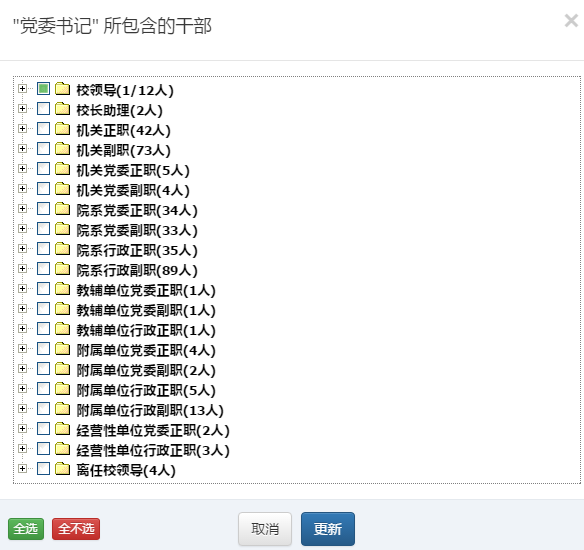 "党委书记" 所包含的干部
×
校领导(1/12人)
校长助理(2人)
机关正职(42人)
机关副职(73人)
机关党委正职(5人)
机关党委副职(4人)
院系党委正职(34人)
院系党委副职(33人)
院系行政正职(35人)
院系行政副职(89人)
教辅单位党委正职(1人)
教辅单位党委副职(1人)
教辅单位行政正职(1人)
附属单位党委正职(4人)
附属单位党委副职(2人)
附属单位行政正职(5人)
附属单位行政副职(13人)
经营性单位党委正职(2人)
经营性单位行政正职(3人)
离任校领导(4人)
全选 全不选 取消 更新